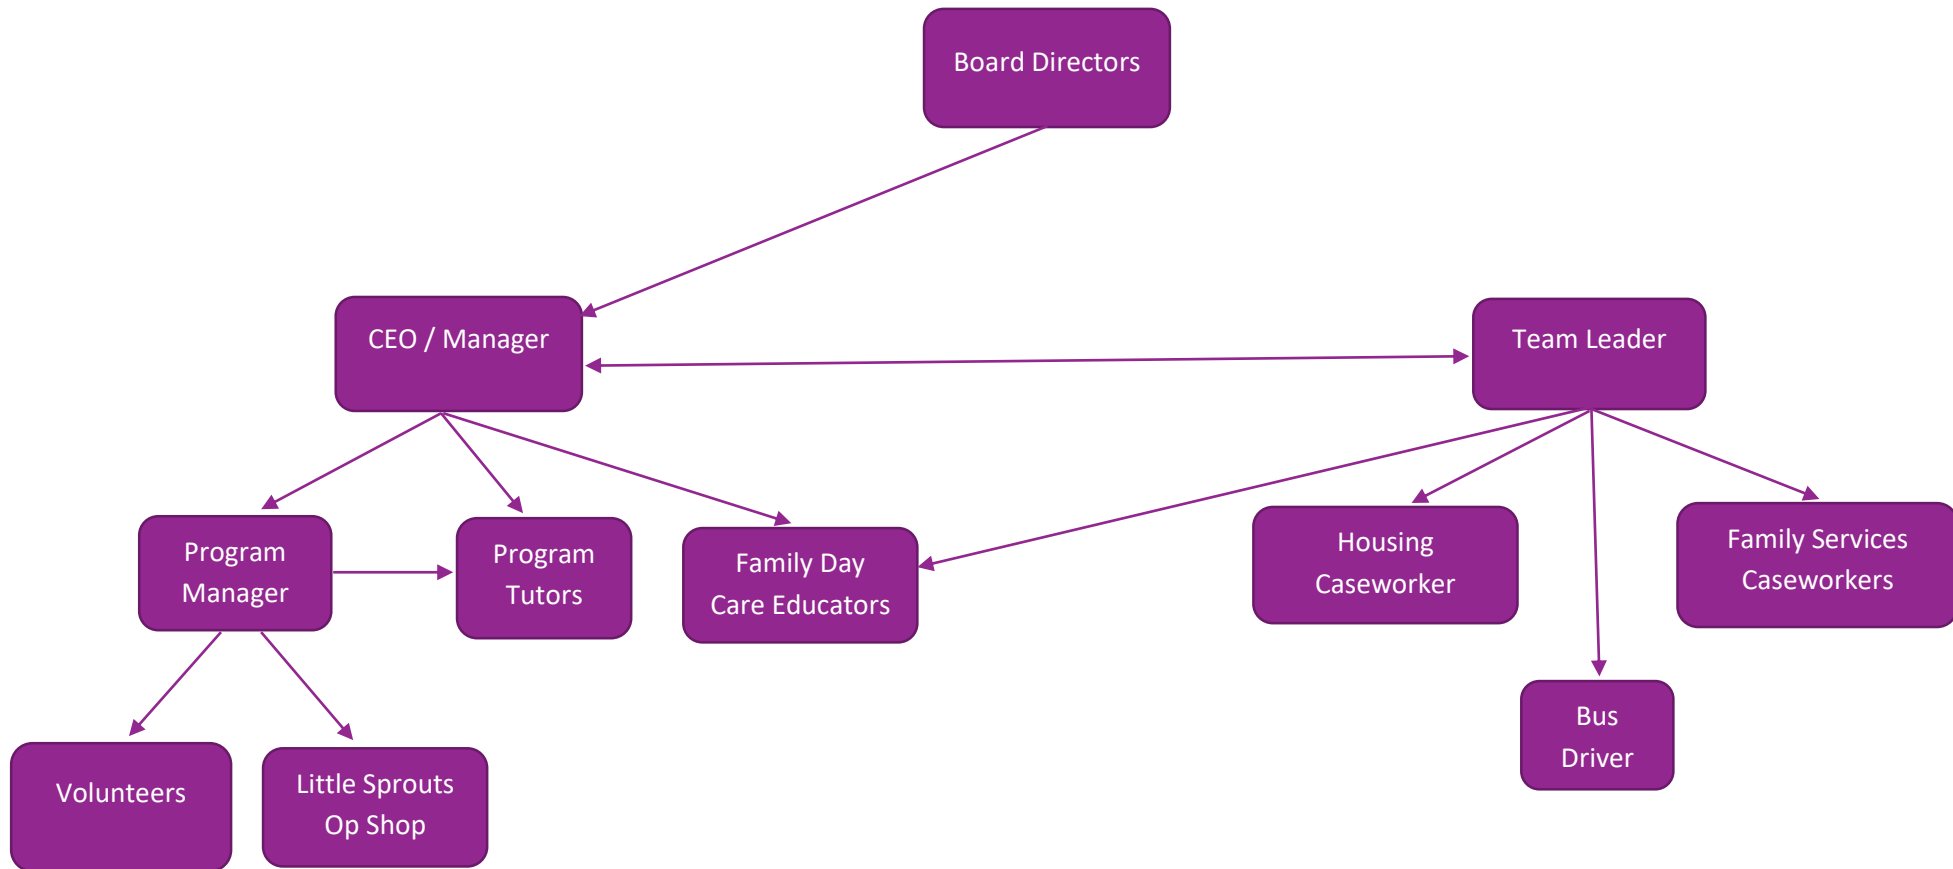 Board Directors
CEO / Manager
Team Leader
Program
Manager
Program
Tutors
Family Day
Care Educators
Housing
Caseworker
Family Services
Caseworkers
Bus
Driver
Volunteers
Little Sprouts
Op Shop